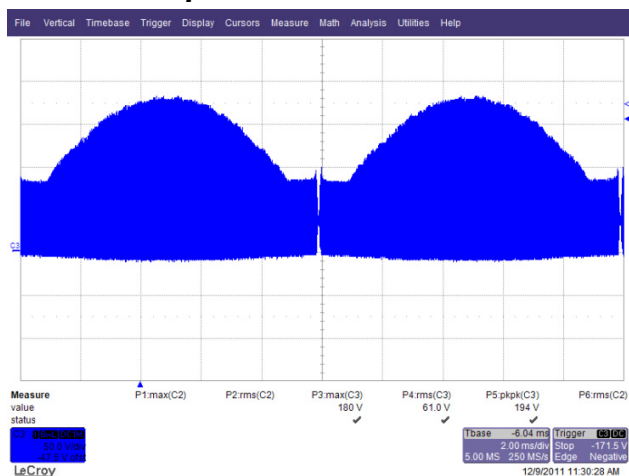 File Vertical Timebase Trigger Display Cursors Measure Math Analysis Utilities Help
C3
Measure P1:max(C2) P2:rms(C2) P3:max(C3) P4:rms(C3) P5:pkpk(C3) P6:rms(C2)
value 180 V 61.0 V 194 V
status
Tbase -6.04 ms Trigger C3 DC
50.0 V/div 2.00 ms/div Stop -171.5 V
5.00 MS 250 MS/s Edge Negative
LeCroy 12/9/2011 11:30:28 AM